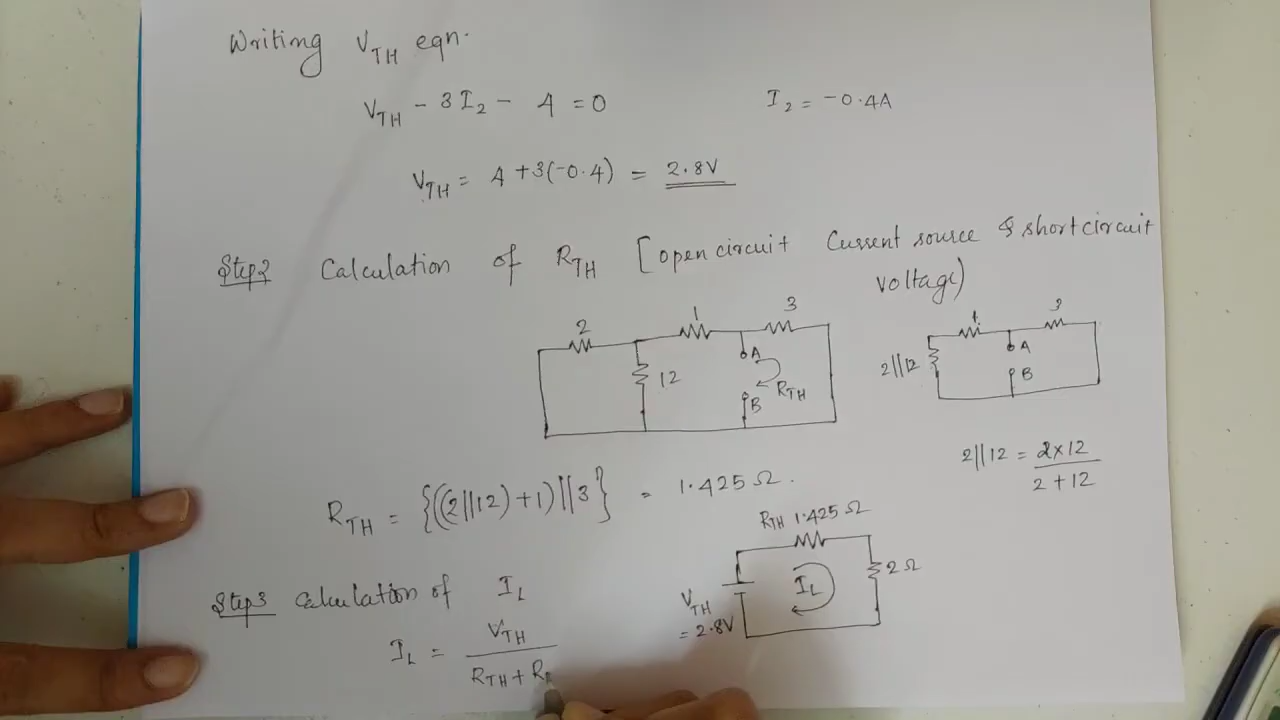 Writing V_TH eqn.
V_TH - 3I_2 - 4 = 0
I_2 = -0.4A
V_TH = 4 + 3(-0.4) = 2.8V
Step2 Calculation of R_TH [open circuit Current source & short circuit
voltage)
2
1
3
12
A
B
R_TH
1
3
2||12
A
B
2||12 = 2x12 / 2+12
R_TH = {((2||12)+1)||3} = 1.425 Ω.
R_TH 1.425 Ω
2Ω
I_L
V_TH
= 2.8V
Step3 Calculation of I_L
I_L = V_TH / R_TH + R